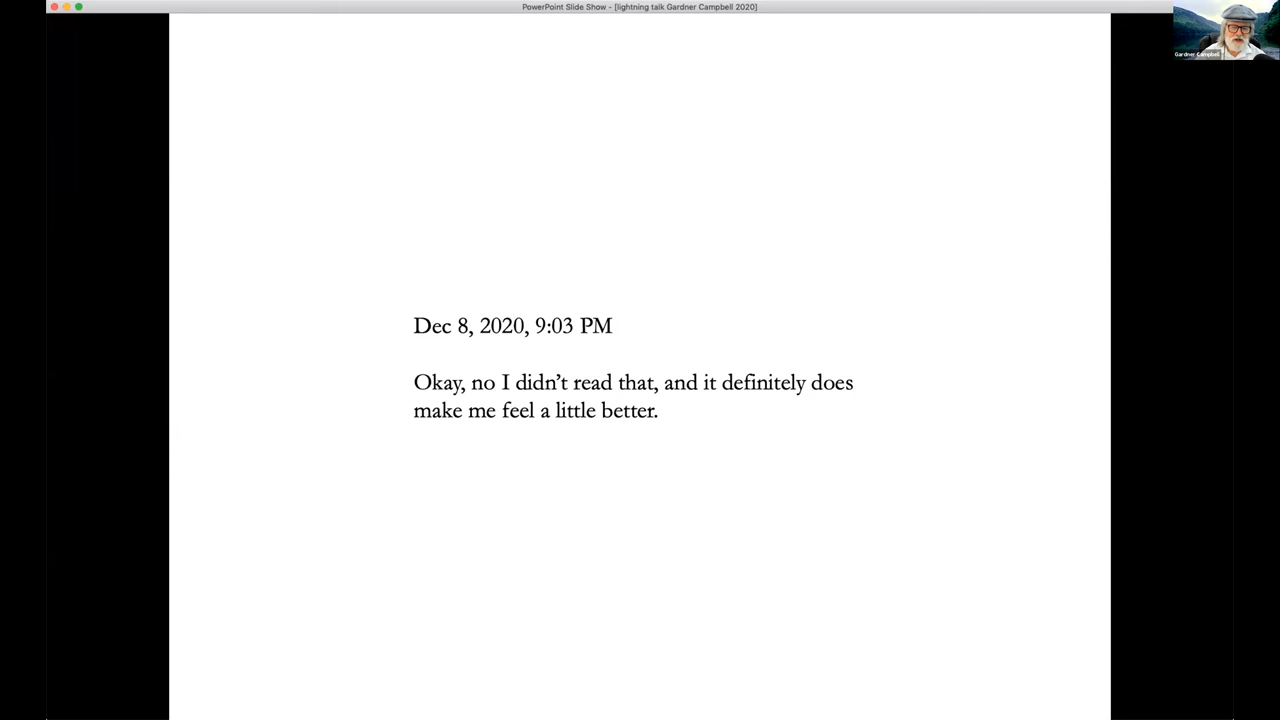 PowerPoint Slide Show - [lightning talk Gardner Campbell 2020]
Gardner Campbell
Dec 8, 2020, 9:03 PM
Okay, no I didn’t read that, and it definitely does
make me feel a little better.